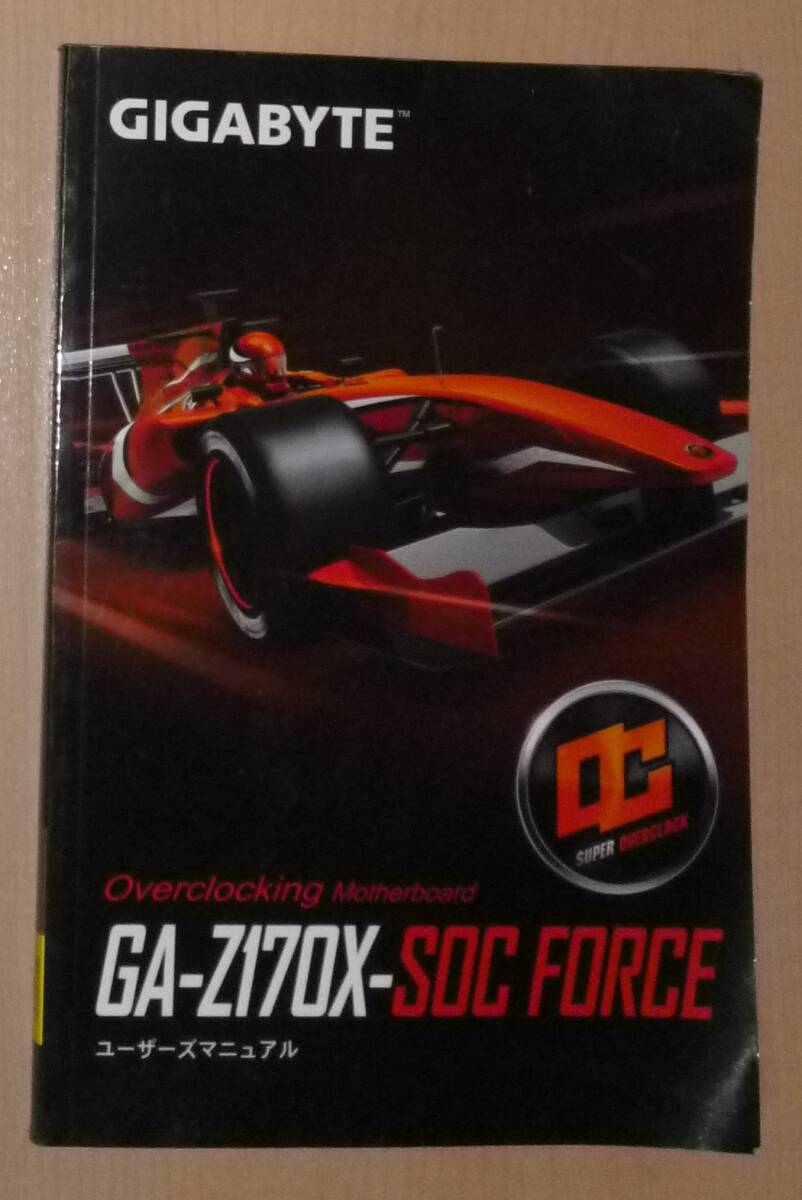 GIGABYTE™
OC
SUPER OVERCLOCK
Overclocking Motherboard
GA-Z170X-SOC FORCE
ユーザーズマニュアル